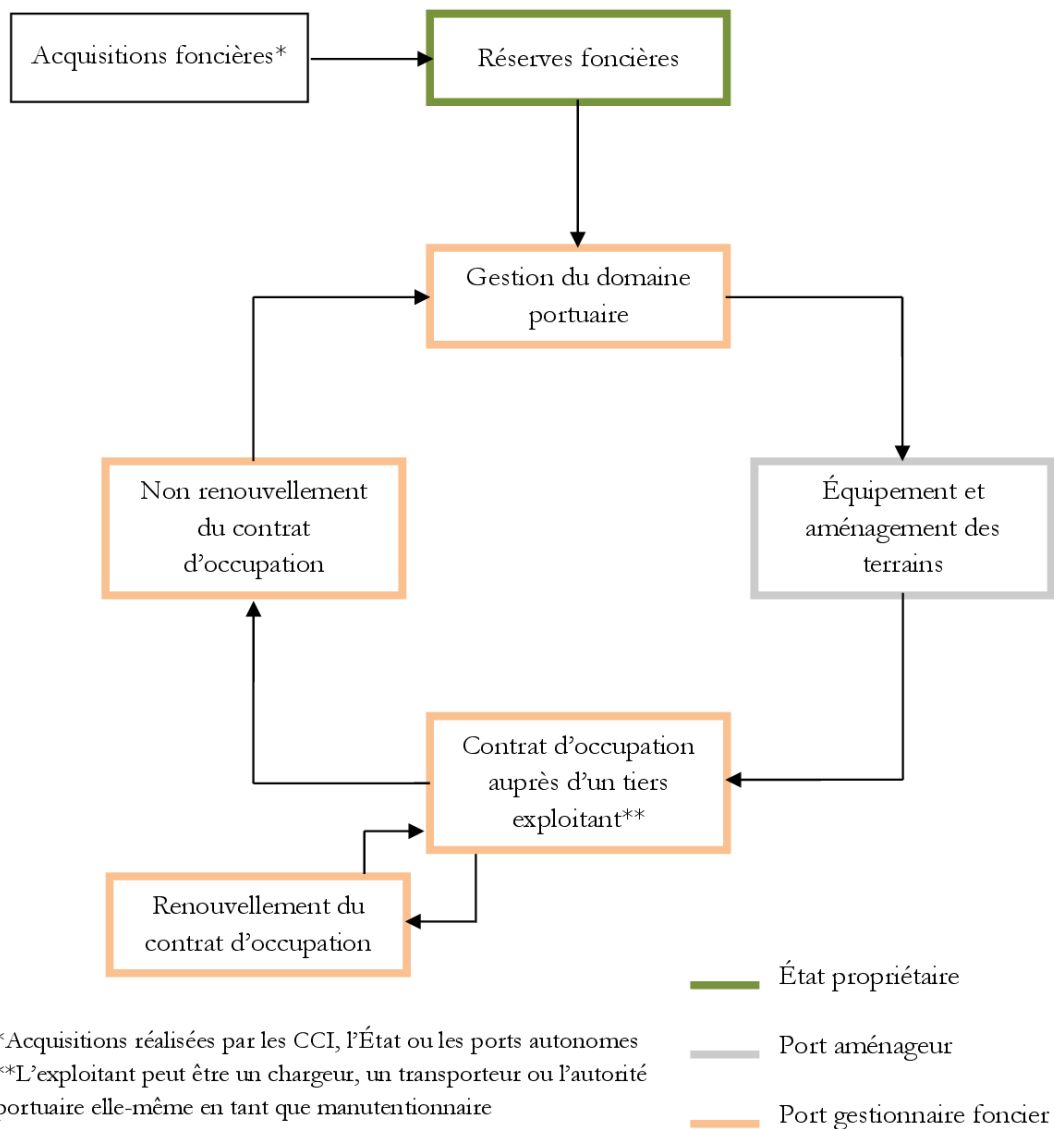 Acquisitions foncières*
Réserves foncières
Gestion du domaine
portuaire
Non renouvellement
du contrat
d'occupation
Équipement et
aménagement des
terrains
Contrat d'occupation
auprès d'un tiers
exploitant**
Renouvellement du
contrat d'occupation
État propriétaire
Port aménageur
Port gestionnaire foncier
*Acquisitions réalisées par les CCI, l'État ou les ports autonomes
**L'exploitant peut être un chargeur, un transporteur ou l'autorité
portuaire elle-même en tant que manutentionnaire